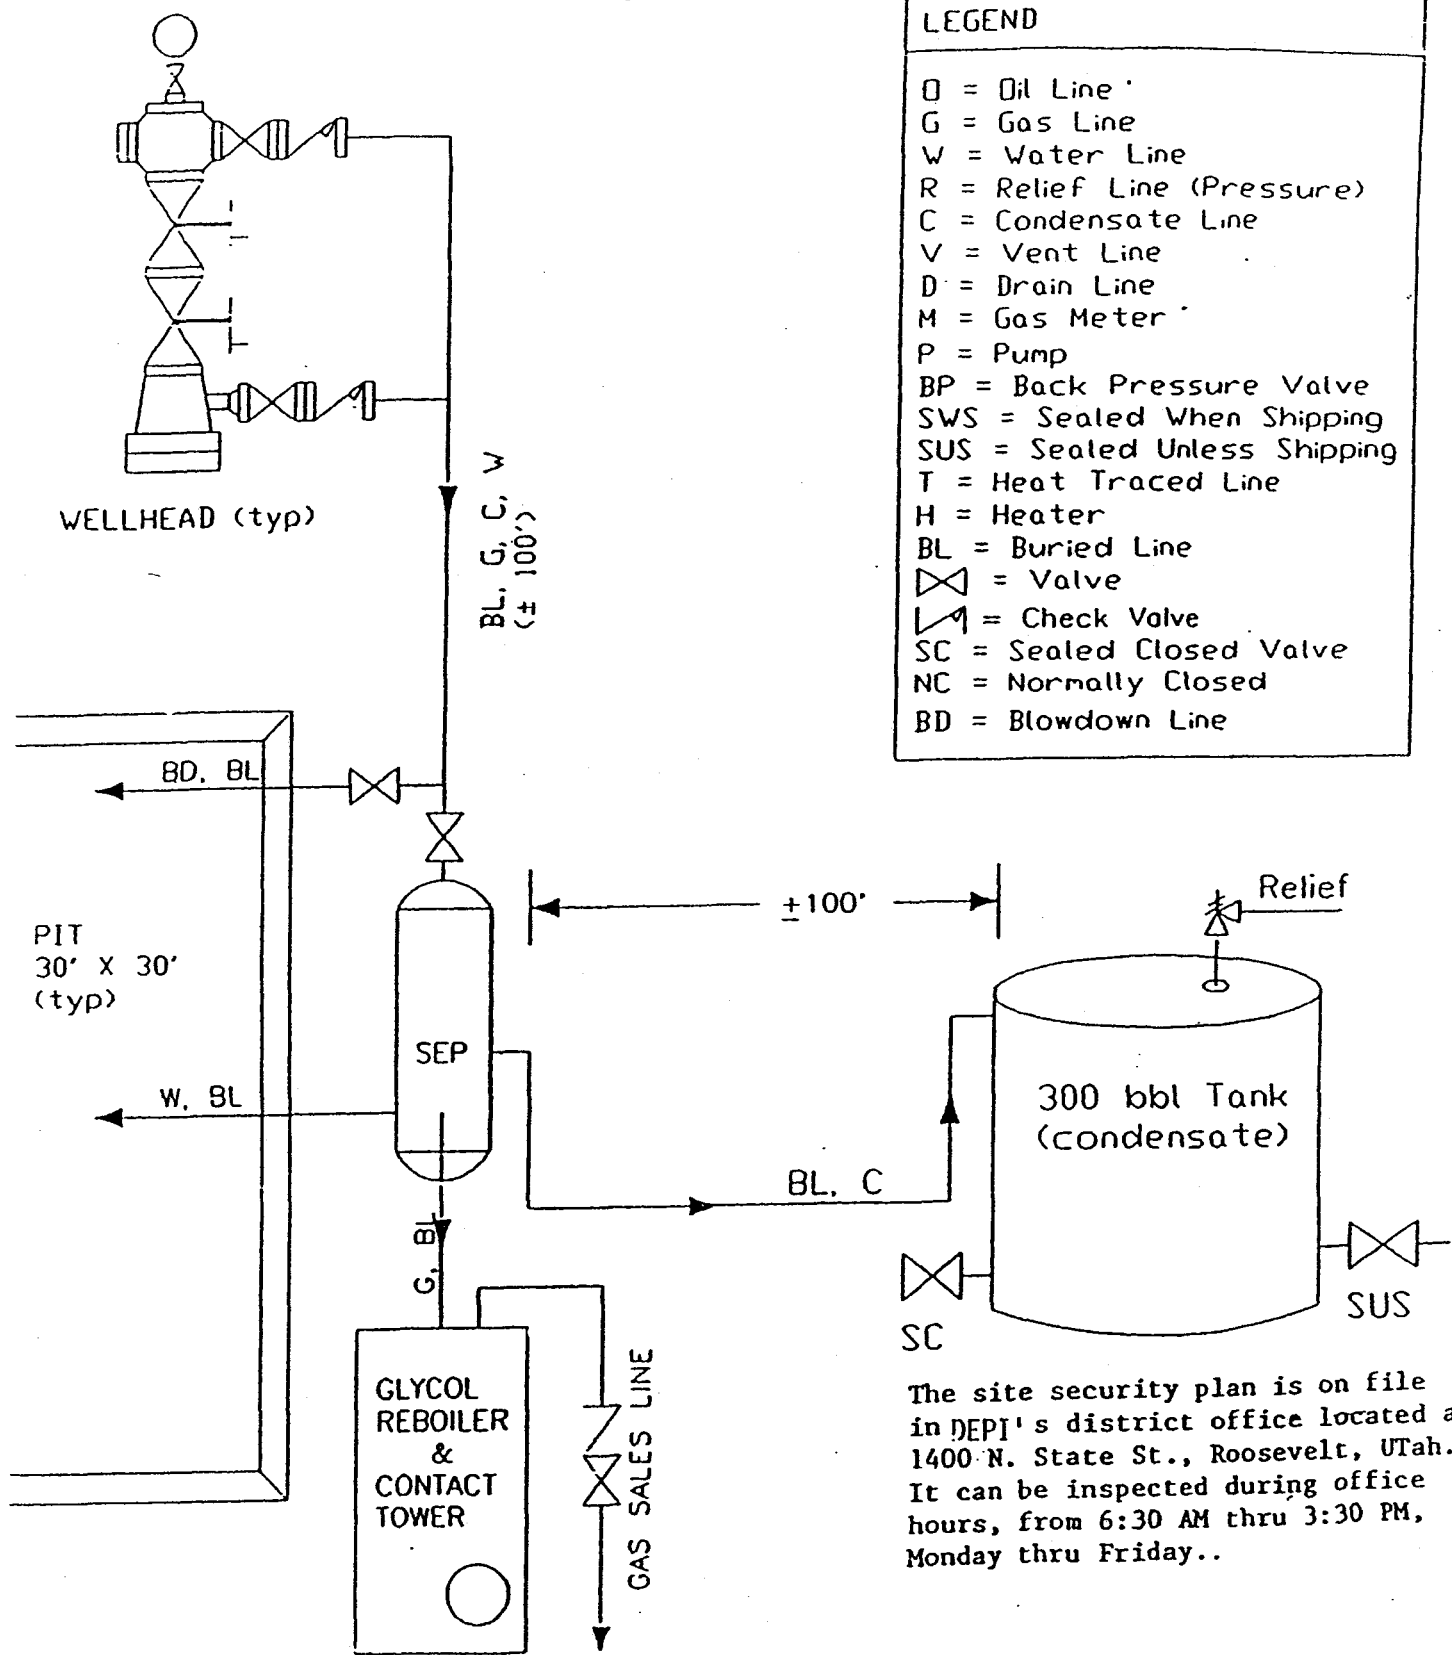 LEGEND
O = Oil Line
G = Gas Line
W = Water Line
R = Relief Line (Pressure)
C = Condensate Line
V = Vent Line
D = Drain Line
M = Gas Meter
P = Pump
BP = Back Pressure Valve
SWS = Sealed When Shipping
SUS = Sealed Unless Shipping
T = Heat Traced Line
H = Heater
BL = Buried Line
= Valve
= Check Valve
SC = Sealed Closed Valve
NC = Normally Closed
BD = Blowdown Line
WELLHEAD (typ)
BL, G, C, W
(± 100')
BD, BL
PIT
30' X 30'
(typ)
SEP
W, BL
±100'
Relief
300 bbl Tank
(condensate)
BL, C
G, BL
SC
SUS
GLYCOL
REBOILER
&
CONTACT
TOWER
GAS SALES LINE
The site security plan is on file
in DEPI's district office located a
1400 N. State St., Roosevelt, UTah.
It can be inspected during office
hours, from 6:30 AM thru 3:30 PM,
Monday thru Friday..